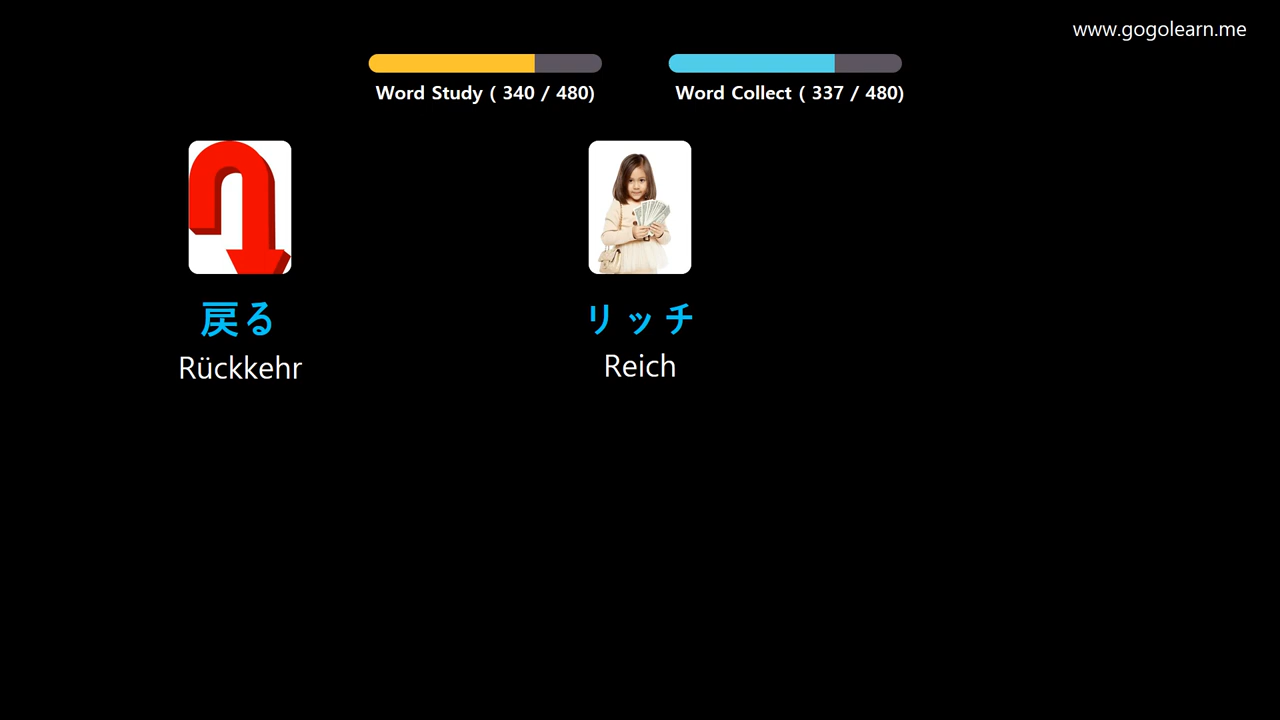 www.gogolearn.me
Word Study ( 340 / 480)
Word Collect ( 337 / 480)
戻る
Rückkehr
リッチ
Reich